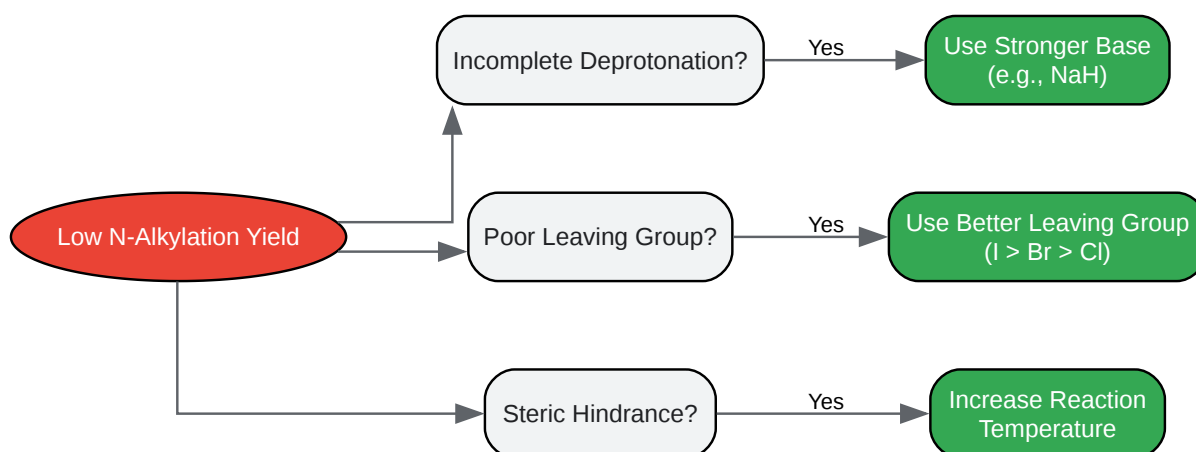 Incomplete Deprotonation?
Yes
Use Stronger Base
(e.g., NaH)
Low N-Alkylation Yield
Poor Leaving Group?
Yes
Use Better Leaving Group
(I > Br > Cl)
Steric Hindrance?
Yes
Increase Reaction
Temperature